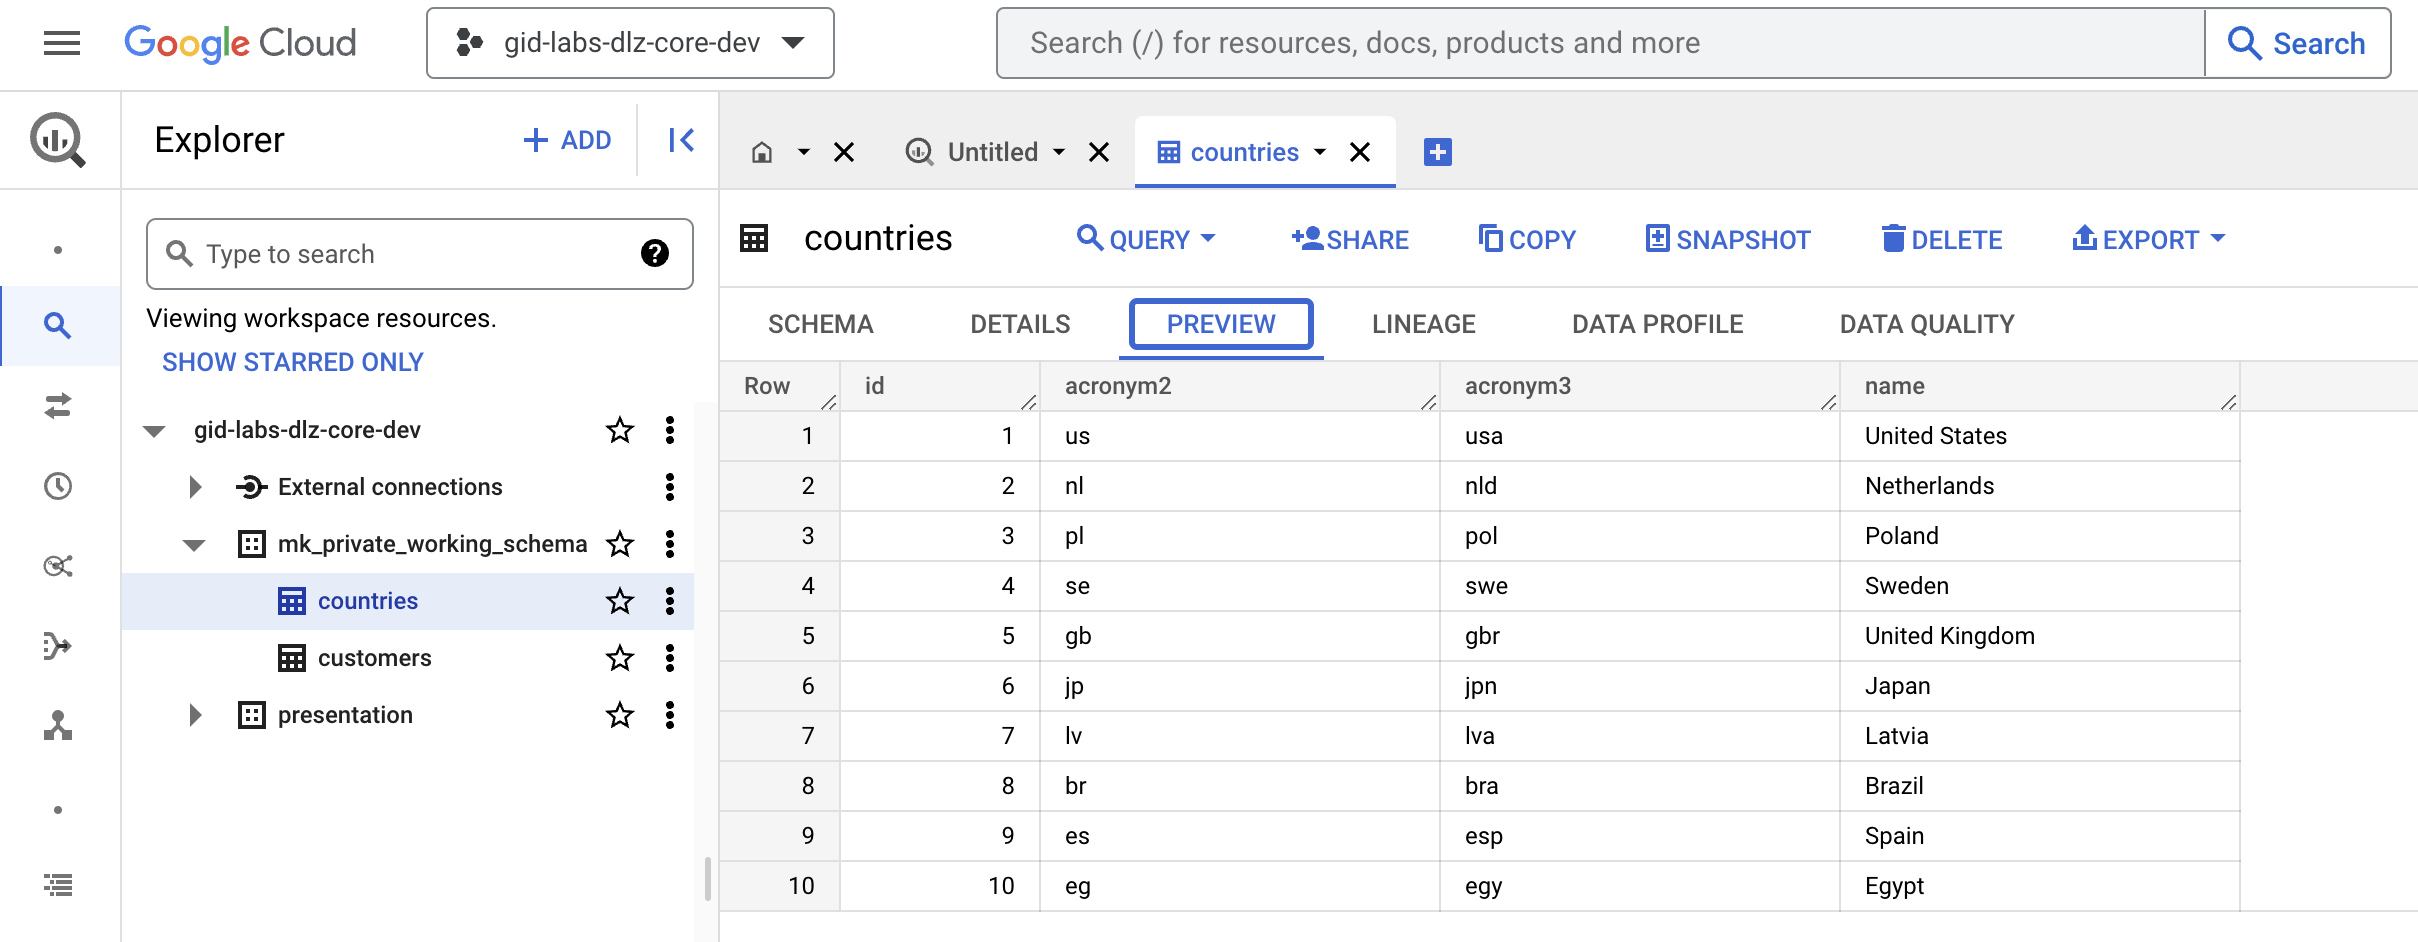 Google Cloud gid-labs-dlz-core-dev Search (/) for resources, docs, products and more Search
Explorer + ADD
Type to search
Viewing workspace resources.
SHOW STARRED ONLY
gid-labs-dlz-core-dev
External connections
mk_private_working_schema
countries
customers
presentation
Untitled countries
countries QUERY SHARE COPY SNAPSHOT DELETE EXPORT
SCHEMA DETAILS PREVIEW LINEAGE DATA PROFILE DATA QUALITY
Row id acronym2 acronym3 name
1 1 us usa United States
2 2 nl nld Netherlands
3 3 pl pol Poland
4 4 se swe Sweden
5 5 gb gbr United Kingdom
6 6 jp jpn Japan
7 7 lv lva Latvia
8 8 br bra Brazil
9 9 es esp Spain
10 10 eg egy Egypt